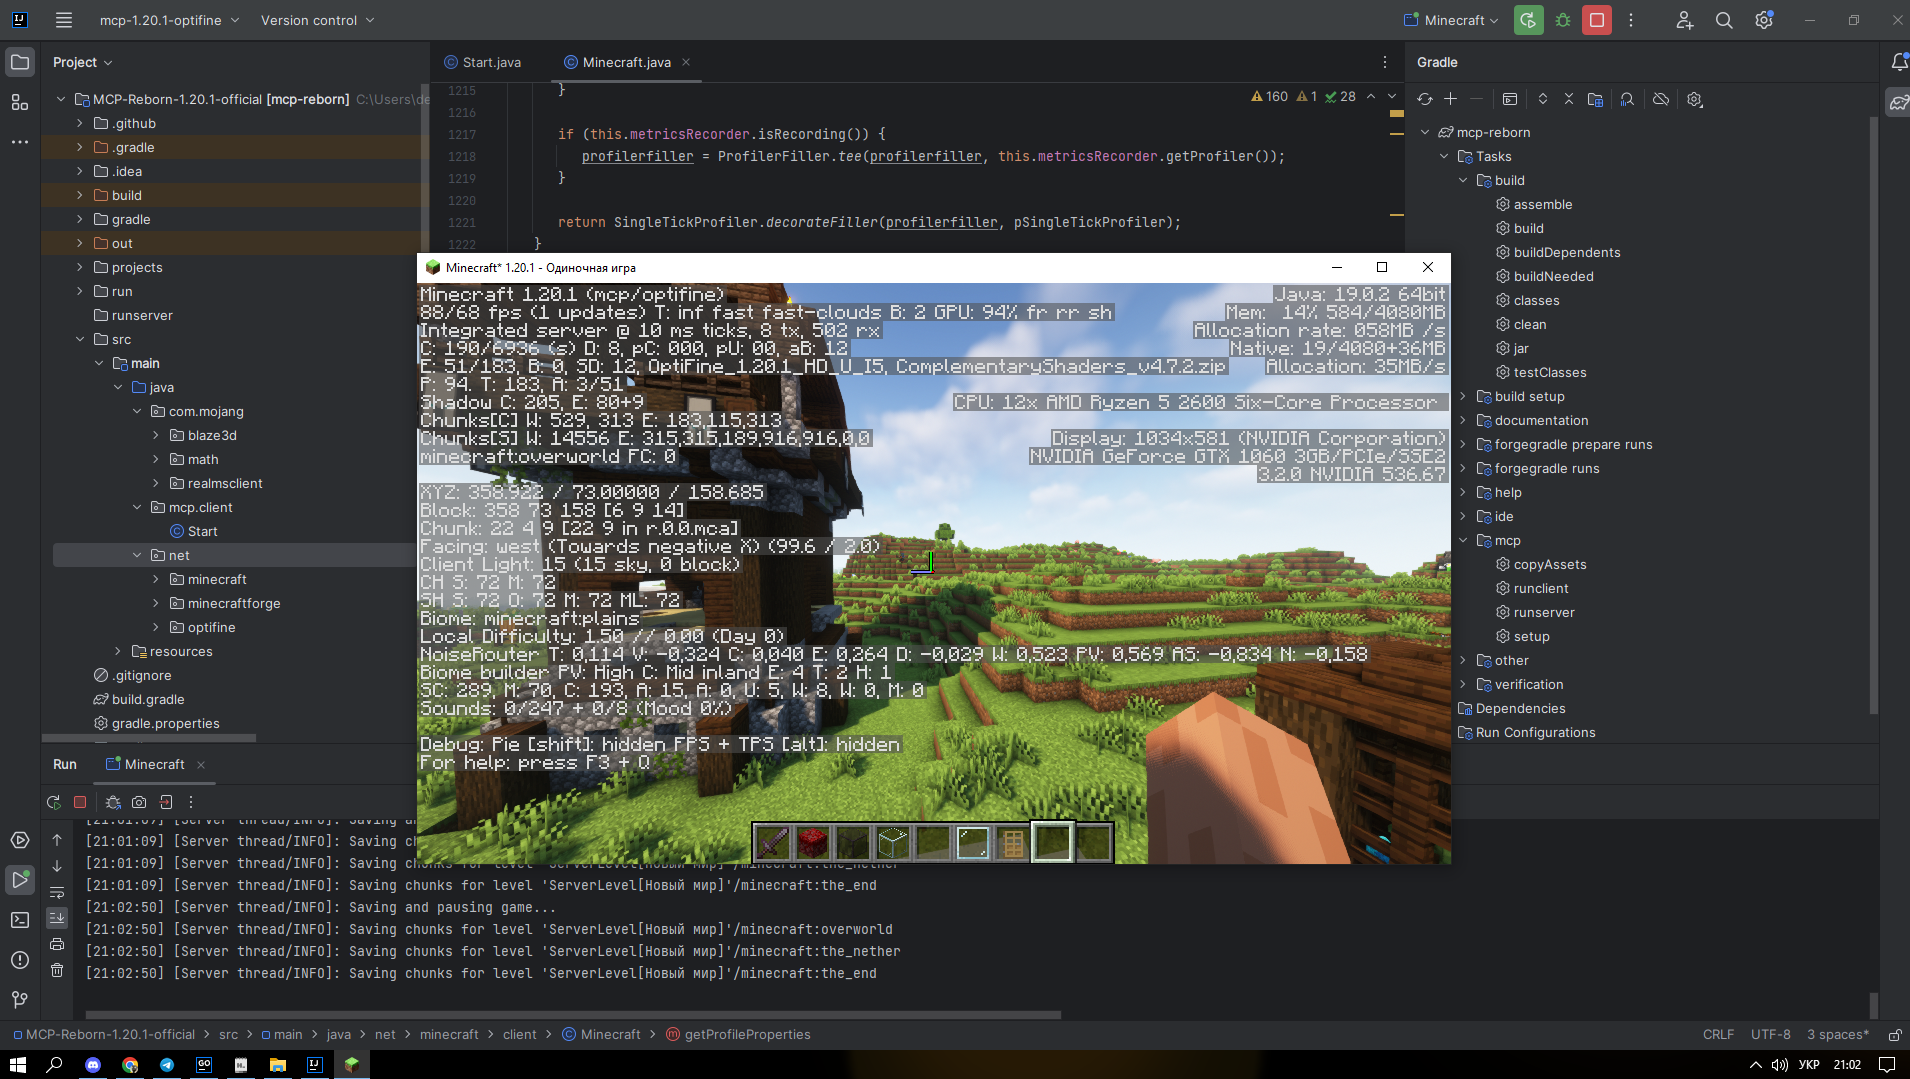 mcp-1.20.1-optifine
Version control
Minecraft
Project
MCP-Reborn-1.20.1-official [mcp-reborn] C:\Users\de
.github
.gradle
.idea
build
gradle
out
projects
run
runserver
src
main
java
com.mojang
blaze3d
math
realmsclient
mcp.client
Start
net
minecraft
minecraftforge
optifine
resources
.gitignore
build.gradle
gradle.properties
Start.java
Minecraft.java
160 1 28
1215 }
1216
1217 if (this.metricsRecorder.isRecording()) {
1218 profilerfiller = ProfilerFiller.tee(profilerfiller, this.metricsRecorder.getProfiler());
1219 }
1220
1221 return SingleTickProfiler.decorateFiller(profilerfiller, pSingleTickProfiler);
1222 }
Minecraft* 1.20.1 - Одиночная игра
Minecraft 1.20.1 (mcp/optifine)
88/68 fps (1 updates) T: inf fast fast-clouds B: 2 GPU: 94% fr rr sh
Integrated server @ 10 ms ticks, 8 tx, 502 rx
C: 190/6936 (s) D: 8, pC: 000, pU: 00, aB: 12
E: 51/183, B: 0, SD: 12, OptiFine_1.20.1_HD_U_I5, ComplementaryShaders_v4.7.2.zip
P: 94. T: 183, A: 3/51
Shadow C: 205, E: 80+9
Chunks[C] W: 529, 313 E: 183,115,313
Chunks[S] W: 14556 E: 315,315,189,916,916,0,0
minecraft:overworld FC: 0
XYZ: 358.922 / 73.00000 / 158.685
Block: 358 73 158 [6 9 14]
Chunk: 22 4 9 [22 9 in r.0.0.mca]
Facing: west (Towards negative X) (99.6 / 2.0)
Client Light: 15 (15 sky, 0 block)
CH S: 72 M: 72
SH S: 72 O: 72 M: 72 ML: 72
Biome: minecraft:plains
Local Difficulty: 1.50 // 0.00 (Day 0)
NoiseRouter T: 0,114 V: -0,324 C: 0,040 E: 0,264 D: -0,029 W: 0,523 PV: 0,569 AS: -0,834 N: -0,158
Biome builder PV: High C: Mid inland E: 4 T: 2 H: 1
SC: 289, M: 70, C: 193, A: 15, A: 0, U: 5, W: 8, W: 0, M: 0
Sounds: 0/247 + 0/8 (Mood 0%)
Debug: Pie [shift]: hidden FPS + TPS [alt]: hidden
For help: press F3 + Q
Java: 19.0.2 64bit
Mem: 14% 584/4080MB
Allocation rate: 058MB /s
Native: 19/4080+36MB
Allocation: 35MB/s
CPU: 12x AMD Ryzen 5 2600 Six-Core Processor
Display: 1034x581 (NVIDIA Corporation)
NVIDIA GeForce GTX 1060 3GB/PCIe/SSE2
3.2.0 NVIDIA 536.67
Gradle
mcp-reborn
Tasks
build
assemble
build
buildDependents
buildNeeded
classes
clean
jar
testClasses
build setup
documentation
forgegradle prepare runs
forgegradle runs
help
ide
mcp
copyAssets
runclient
runserver
setup
other
verification
Dependencies
Run Configurations
Run
Minecraft
[21:01:09] [Server thread/INFO]: Saving an
[21:01:09] [Server thread/INFO]: Saving ch
[21:01:09] [Server thread/INFO]: Saving chunks for level 'ServerLevel[Новый мир]'/minecraft:the_nether
[21:01:09] [Server thread/INFO]: Saving chunks for level 'ServerLevel[Новый мир]'/minecraft:the_end
[21:02:50] [Server thread/INFO]: Saving and pausing game...
[21:02:50] [Server thread/INFO]: Saving chunks for level 'ServerLevel[Новый мир]'/minecraft:overworld
[21:02:50] [Server thread/INFO]: Saving chunks for level 'ServerLevel[Новый мир]'/minecraft:the_nether
[21:02:50] [Server thread/INFO]: Saving chunks for level 'ServerLevel[Новый мир]'/minecraft:the_end
MCP-Reborn-1.20.1-official > src > main > java > net > minecraft > client > Minecraft > getProfileProperties
CRLF UTF-8 3 spaces*
УКР 21:02